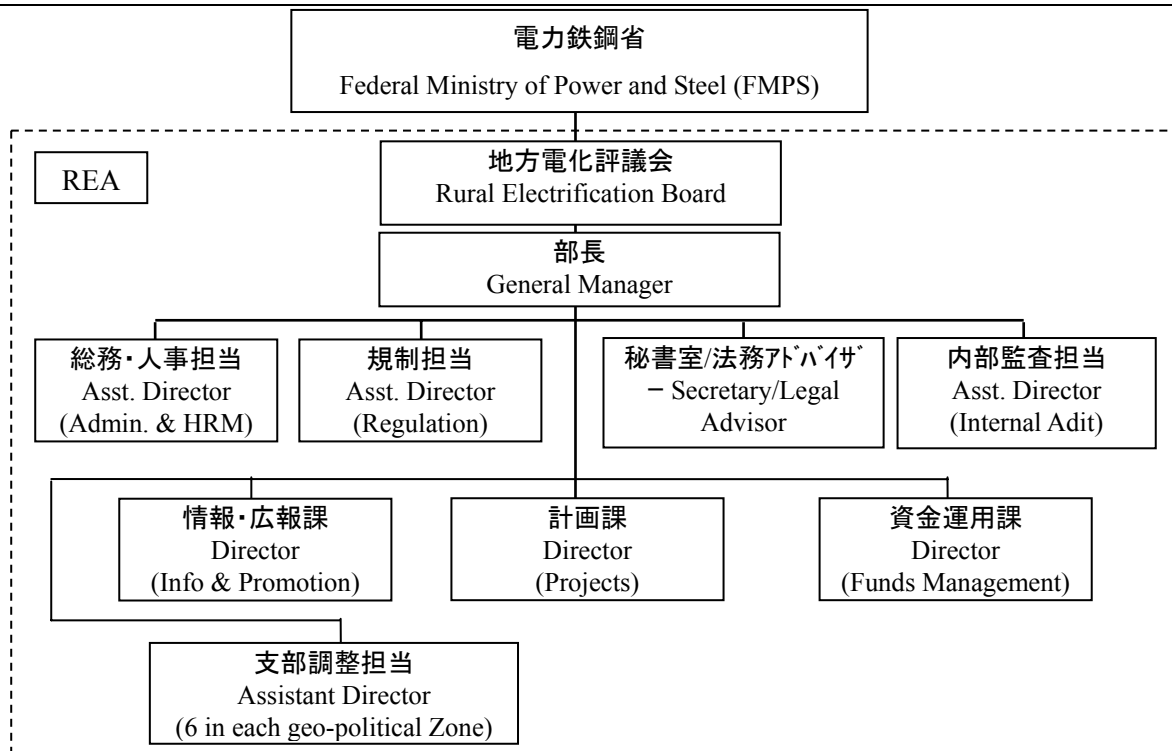 電力鉄鋼省
Federal Ministry of Power and Steel (FMPS)
REA
地方電化評議会
Rural Electrification Board
部長
General Manager
総務・人事担当
Asst. Director
(Admin. & HRM)
規制担当
Asst. Director
(Regulation)
秘書室/法務ｱﾄﾞﾊﾞｲｻﾞ
− Secretary/Legal
Advisor
内部監査担当
Asst. Director
(Internal Adit)
情報・広報課
Director
(Info & Promotion)
計画課
Director
(Projects)
資金運用課
Director
(Funds Management)
支部調整担当
Assistant Director
(6 in each geo-political Zone)